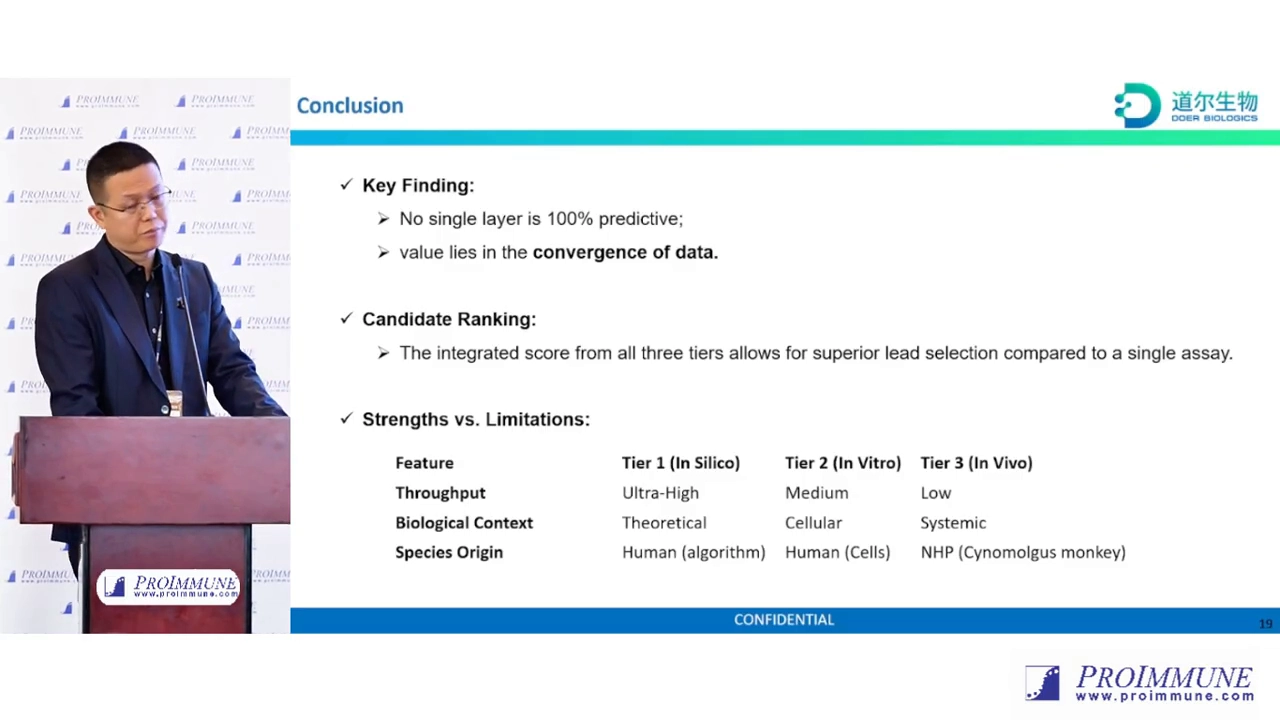 Conclusion
道尔生物
DOER BIOLOGICS
✓ Key Finding:
➢ No single layer is 100% predictive;
➢ value lies in the convergence of data.
✓ Candidate Ranking:
➢ The integrated score from all three tiers allows for superior lead selection compared to a single assay.
✓ Strengths vs. Limitations:
Feature Tier 1 (In Silico) Tier 2 (In Vitro) Tier 3 (In Vivo)
Throughput Ultra-High Medium Low
Biological Context Theoretical Cellular Systemic
Species Origin Human (algorithm) Human (Cells) NHP (Cynomolgus monkey)
CONFIDENTIAL
19
PROIMMUNE
www.proimmune.com
PROIMMUNE
www.proimmune.com